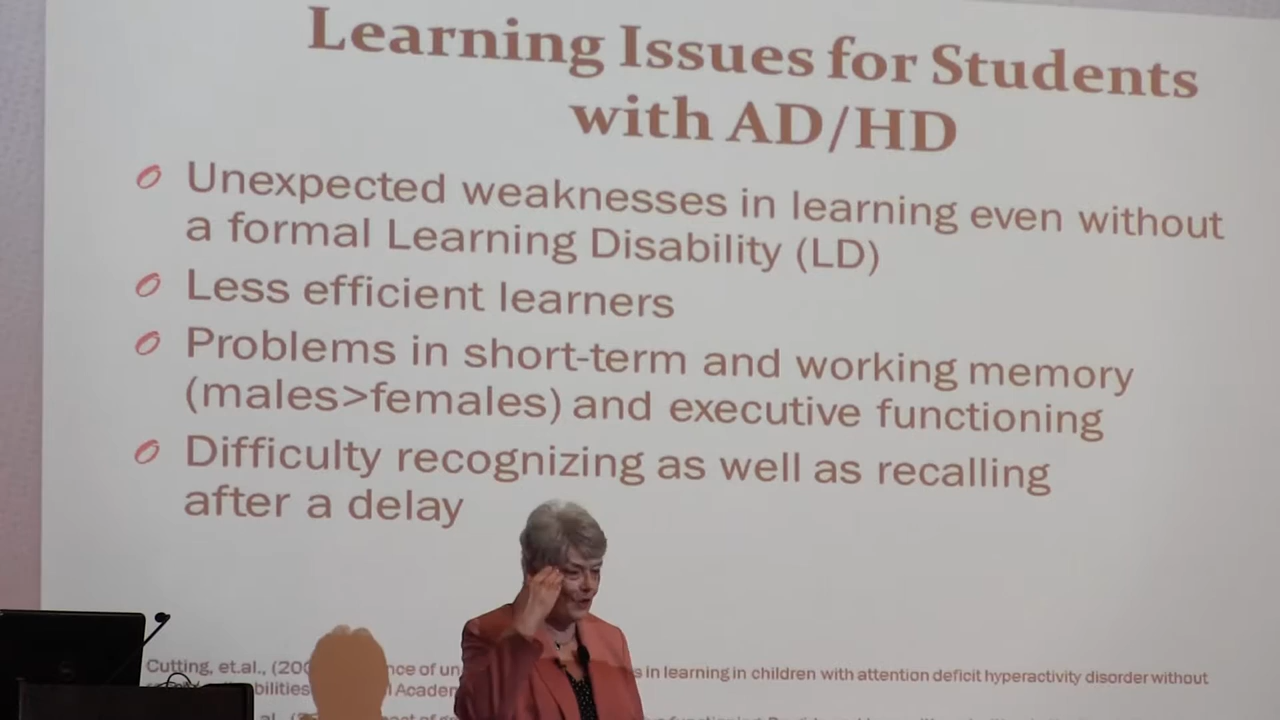 Learning Issues for Students
with AD/HD
Unexpected weaknesses in learning even without
a formal Learning Disability (LD)
Less efficient learners
Problems in short-term and working memory
(males>females) and executive functioning
Difficulty recognizing as well as recalling
after a delay
Cutting, et.al., (200 nce of un s in learning in children with attention deficit hyperactivity disorder without
bilities Academ